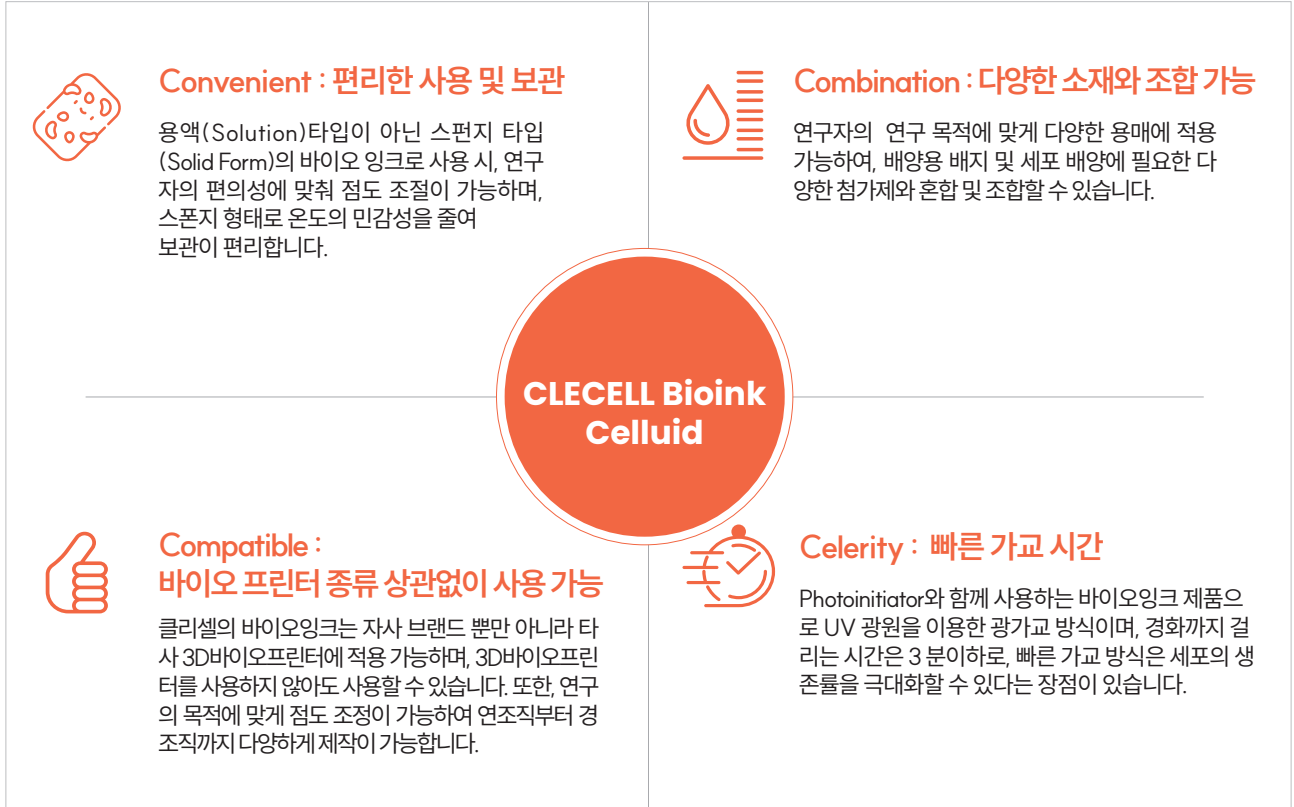 Convenient : 편리한 사용 및 보관
용액(Solution)타입이 아닌 스펀지 타입
(Solid Form)의 바이오 잉크로 사용 시, 연구
자의 편의성에 맞춰 점도 조절이 가능하며,
스폰지 형태로 온도의 민감성을 줄여
보관이 편리합니다.
Combination : 다양한 소재와 조합 가능
연구자의 연구 목적에 맞게 다양한 용매에 적용
가능하여, 배양용 배지 및 세포 배양에 필요한 다
양한 첨가제와 혼합 및 조합할 수 있습니다.
CLECELL Bioink
Celluid
Compatible :
바이오 프린터 종류 상관없이 사용 가능
클리셀의 바이오잉크는 자사 브랜드 뿐만 아니라 타
사 3D바이오프린터에 적용 가능하며, 3D바이오프린
터를 사용하지 않아도 사용할 수 있습니다. 또한, 연구
의 목적에 맞게 점도 조정이 가능하여 연조직부터 경
조직까지 다양하게 제작이 가능합니다.
Celerity : 빠른 가교 시간
Photoinitiator와 함께 사용하는 바이오잉크 제품으
로 UV 광원을 이용한 광가교 방식이며, 경화까지 걸
리는 시간은 3 분이하로, 빠른 가교 방식은 세포의 생
존률을 극대화할 수 있다는 장점이 있습니다.